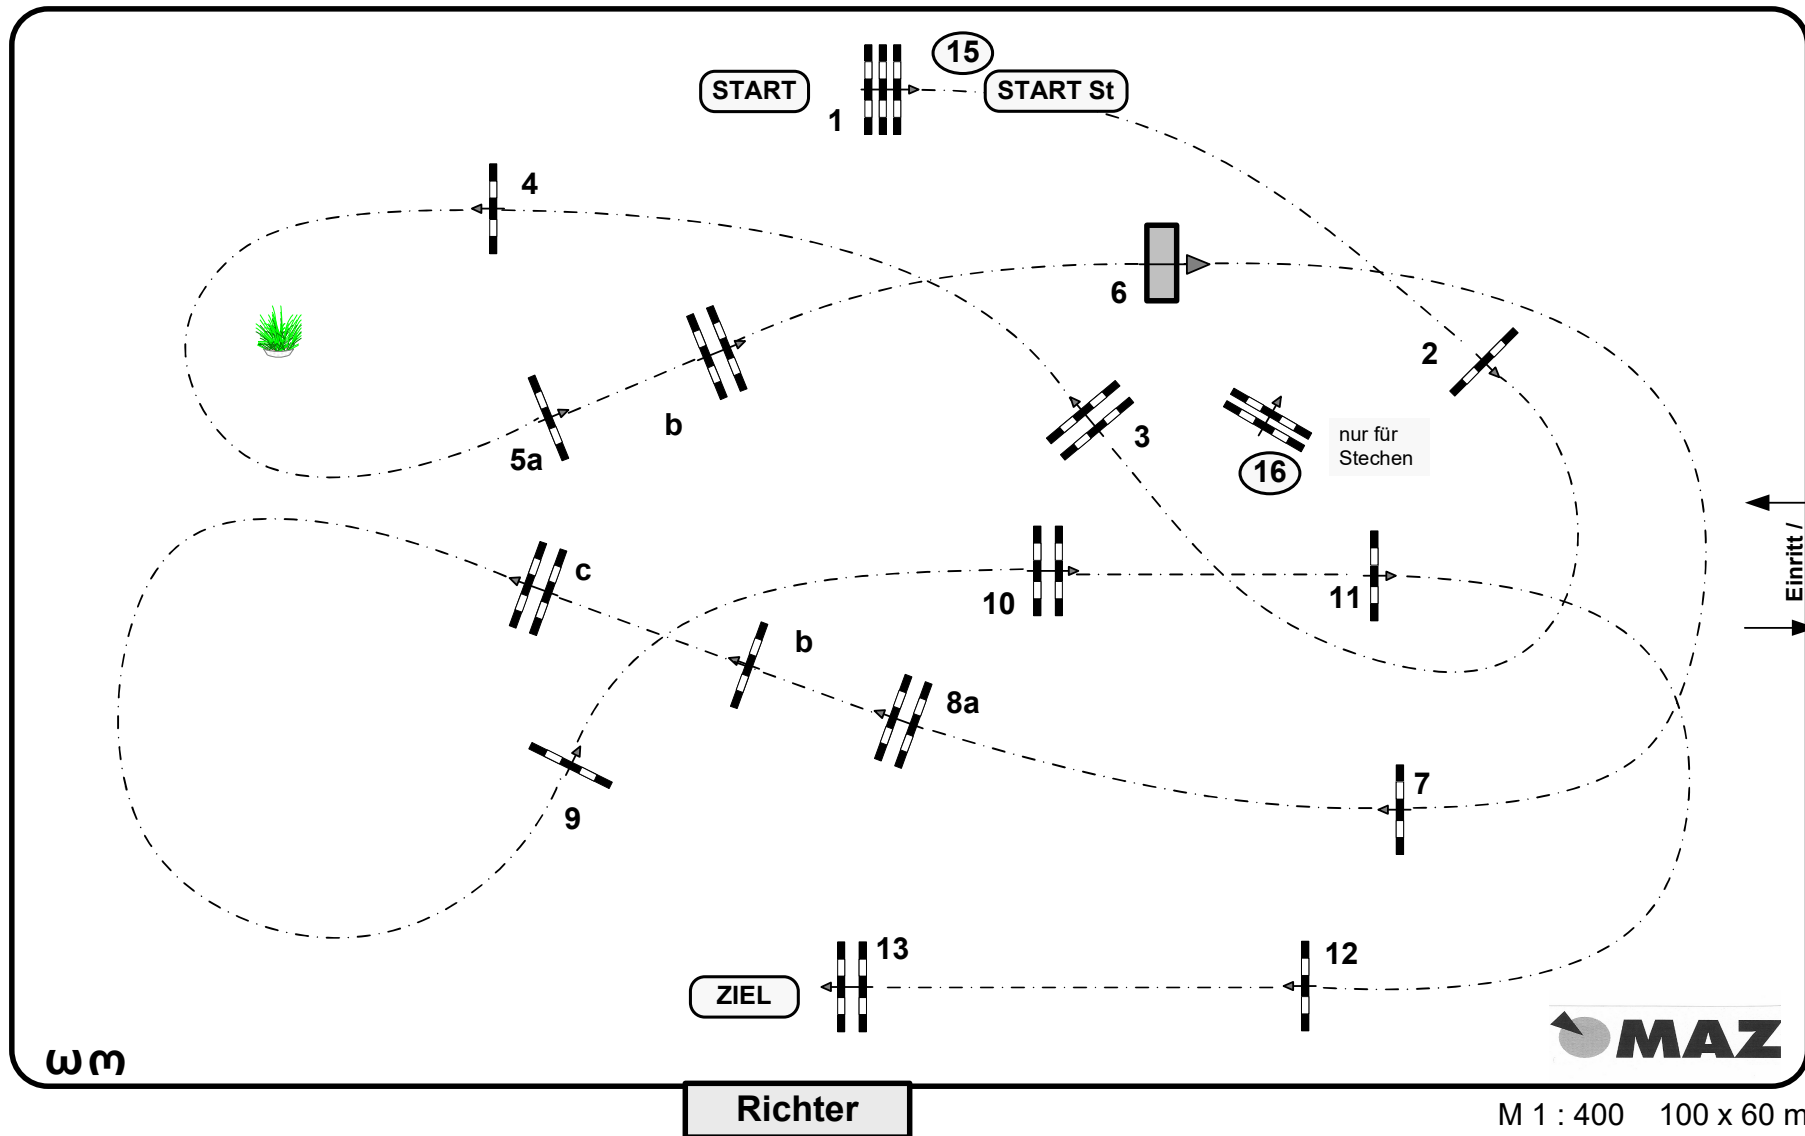 15
START
START St
1
4
6
2
b
3
5a
nur für
Stechen
16
Einritt /
c
10
11
b
8a
7
9
13
12
ZIEL
MAZ
ωო
Richter
M 1 : 400 100 x 60 m